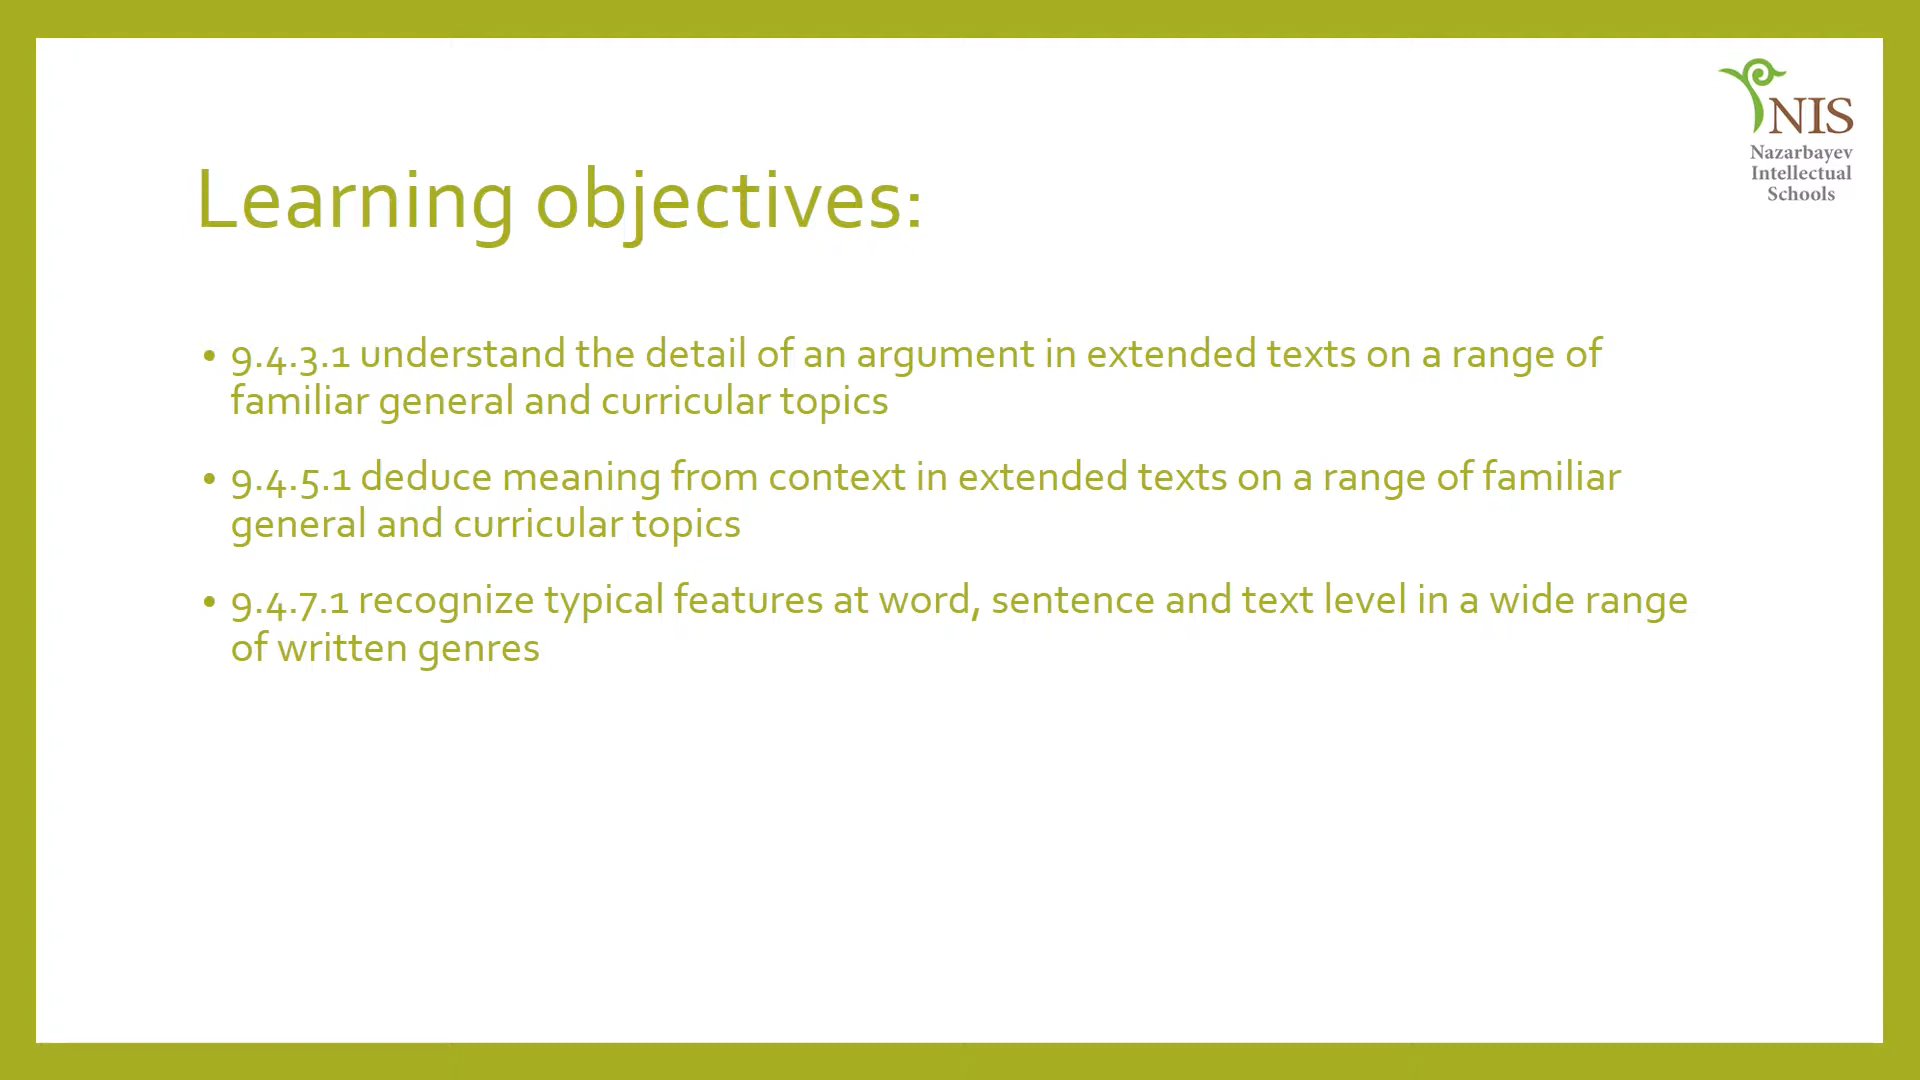 NIS
Nazarbayev
Intellectual
Schools
Learning objectives:
• 9.4.3.1 understand the detail of an argument in extended texts on a range of
familiar general and curricular topics
• 9.4.5.1 deduce meaning from context in extended texts on a range of familiar
general and curricular topics
• 9.4.7.1 recognize typical features at word, sentence and text level in a wide range
of written genres